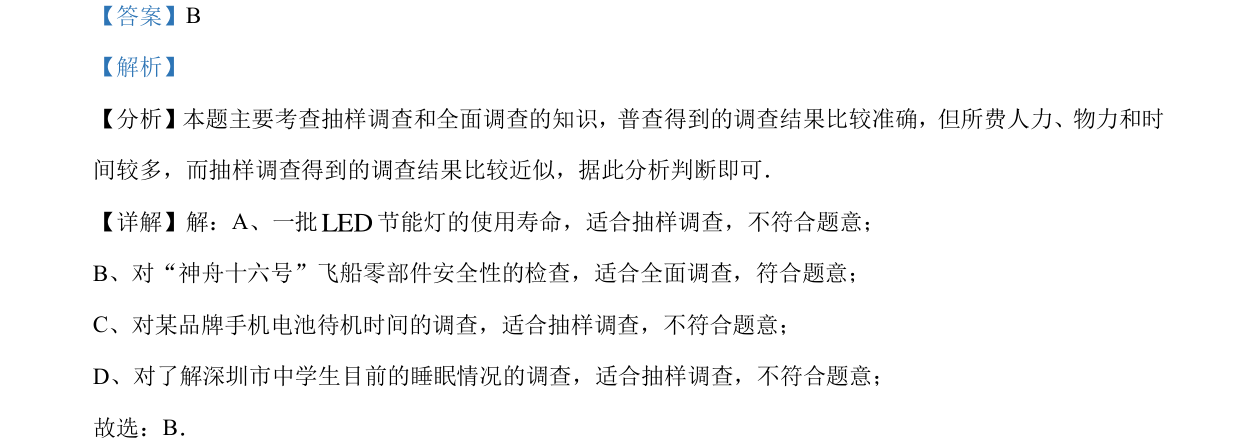 【答案】B
【解析】
【分析】本题主要考查抽样调查和全面调查的知识，普查得到的调查结果比较准确，但所费人力、物力和时
间较多，而抽样调查得到的调查结果比较近似，据此分析判断即可．
【详解】解：A、一批LED节能灯的使用寿命，适合抽样调查，不符合题意；
B、对“神舟十六号”飞船零部件安全性的检查，适合全面调查，符合题意；
C、对某品牌手机电池待机时间的调查，适合抽样调查，不符合题意；
D、对了解深圳市中学生目前的睡眠情况的调查，适合抽样调查，不符合题意；
故选：B．